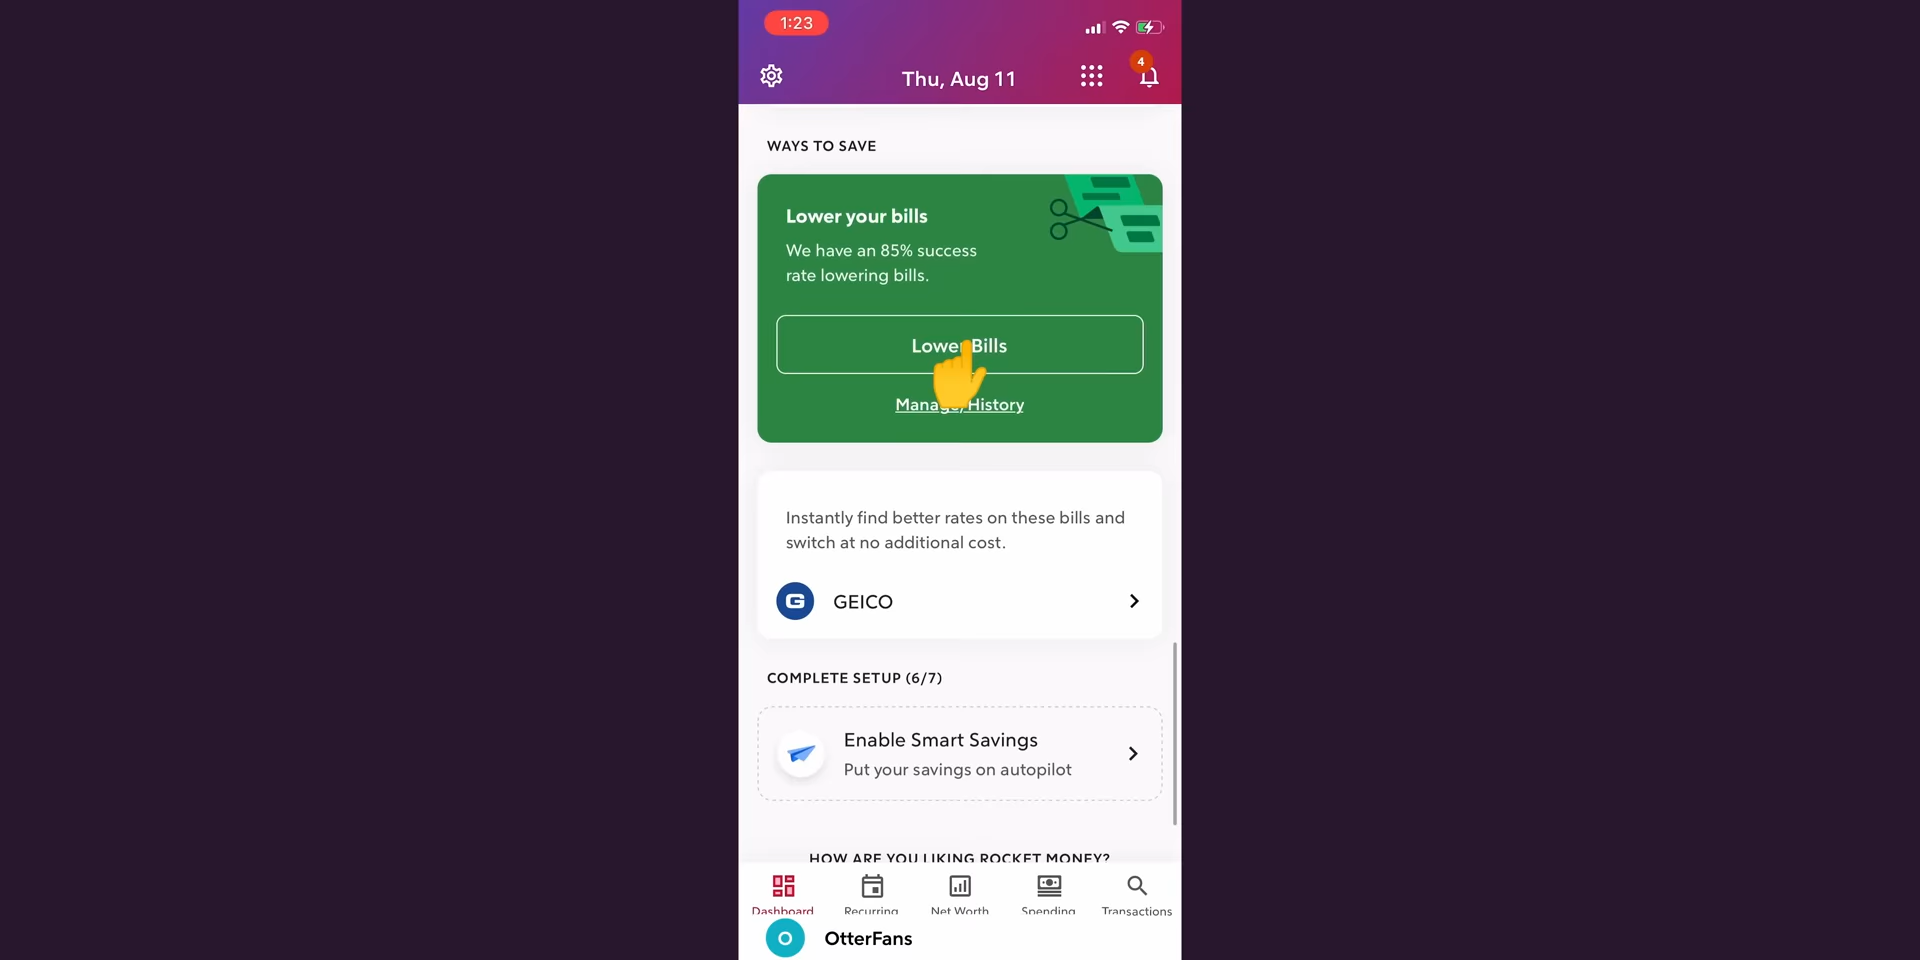 1:23
Thu, Aug 11
4
WAYS TO SAVE
Lower your bills
We have an 85% success
rate lowering bills.
Lower Bills
Manage/History
Instantly find better rates on these bills and
switch at no additional cost.
G
GEICO
COMPLETE SETUP (6/7)
Enable Smart Savings
Put your savings on autopilot
HOW ARE YOU LIKING ROCKET MONEY?
Dashboard
Recurring
Net Worth
Spending
Transactions
O
OtterFans